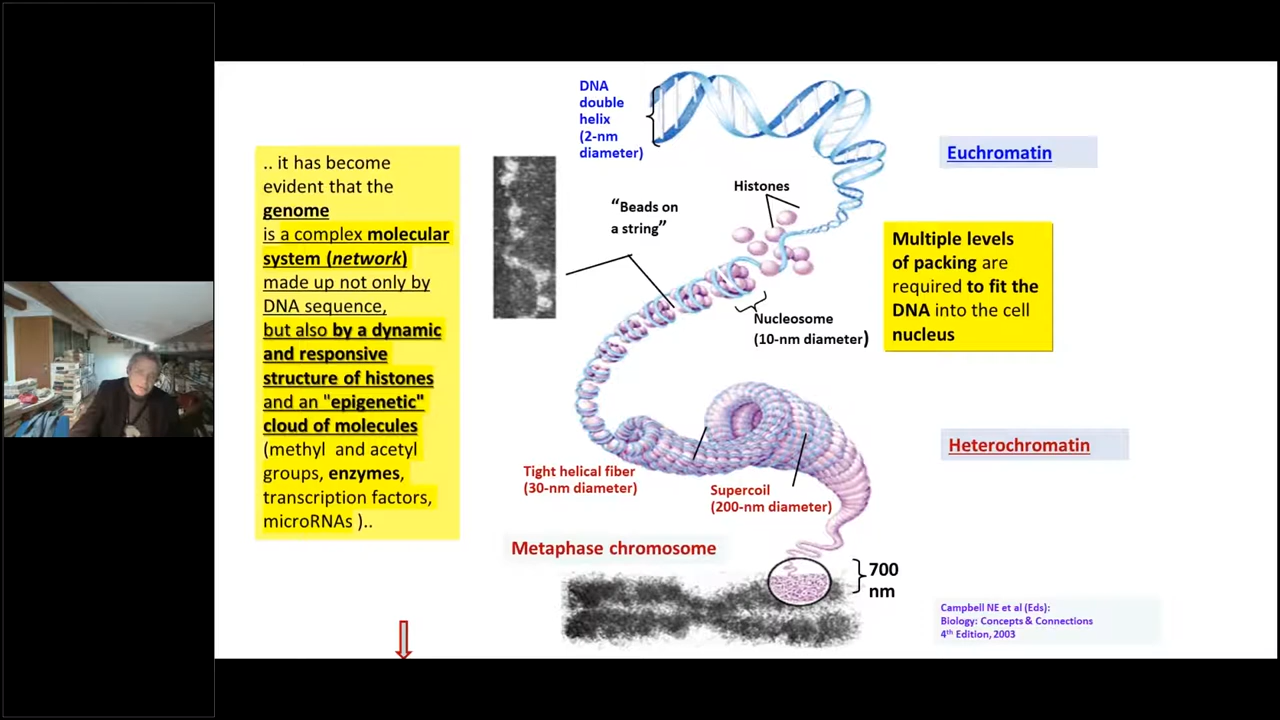 .. it has become
evident that the
genome
is a complex molecular
system (network)
made up not only by
DNA sequence,
but also by a dynamic
and responsive
structure of histones
and an "epigenetic"
cloud of molecules
(methyl and acetyl
groups, enzymes,
transcription factors,
microRNAs )..
DNA
double
helix
(2-nm
diameter)
"Beads on
a string"
Histones
Nucleosome
(10-nm diameter)
Euchromatin
Multiple levels
of packing are
required to fit the
DNA into the cell
nucleus
Heterochromatin
Tight helical fiber
(30-nm diameter)
Supercoil
(200-nm diameter)
Metaphase chromosome
700
nm
Campbell NE et al (Eds):
Biology: Concepts & Connections
4th Edition, 2003